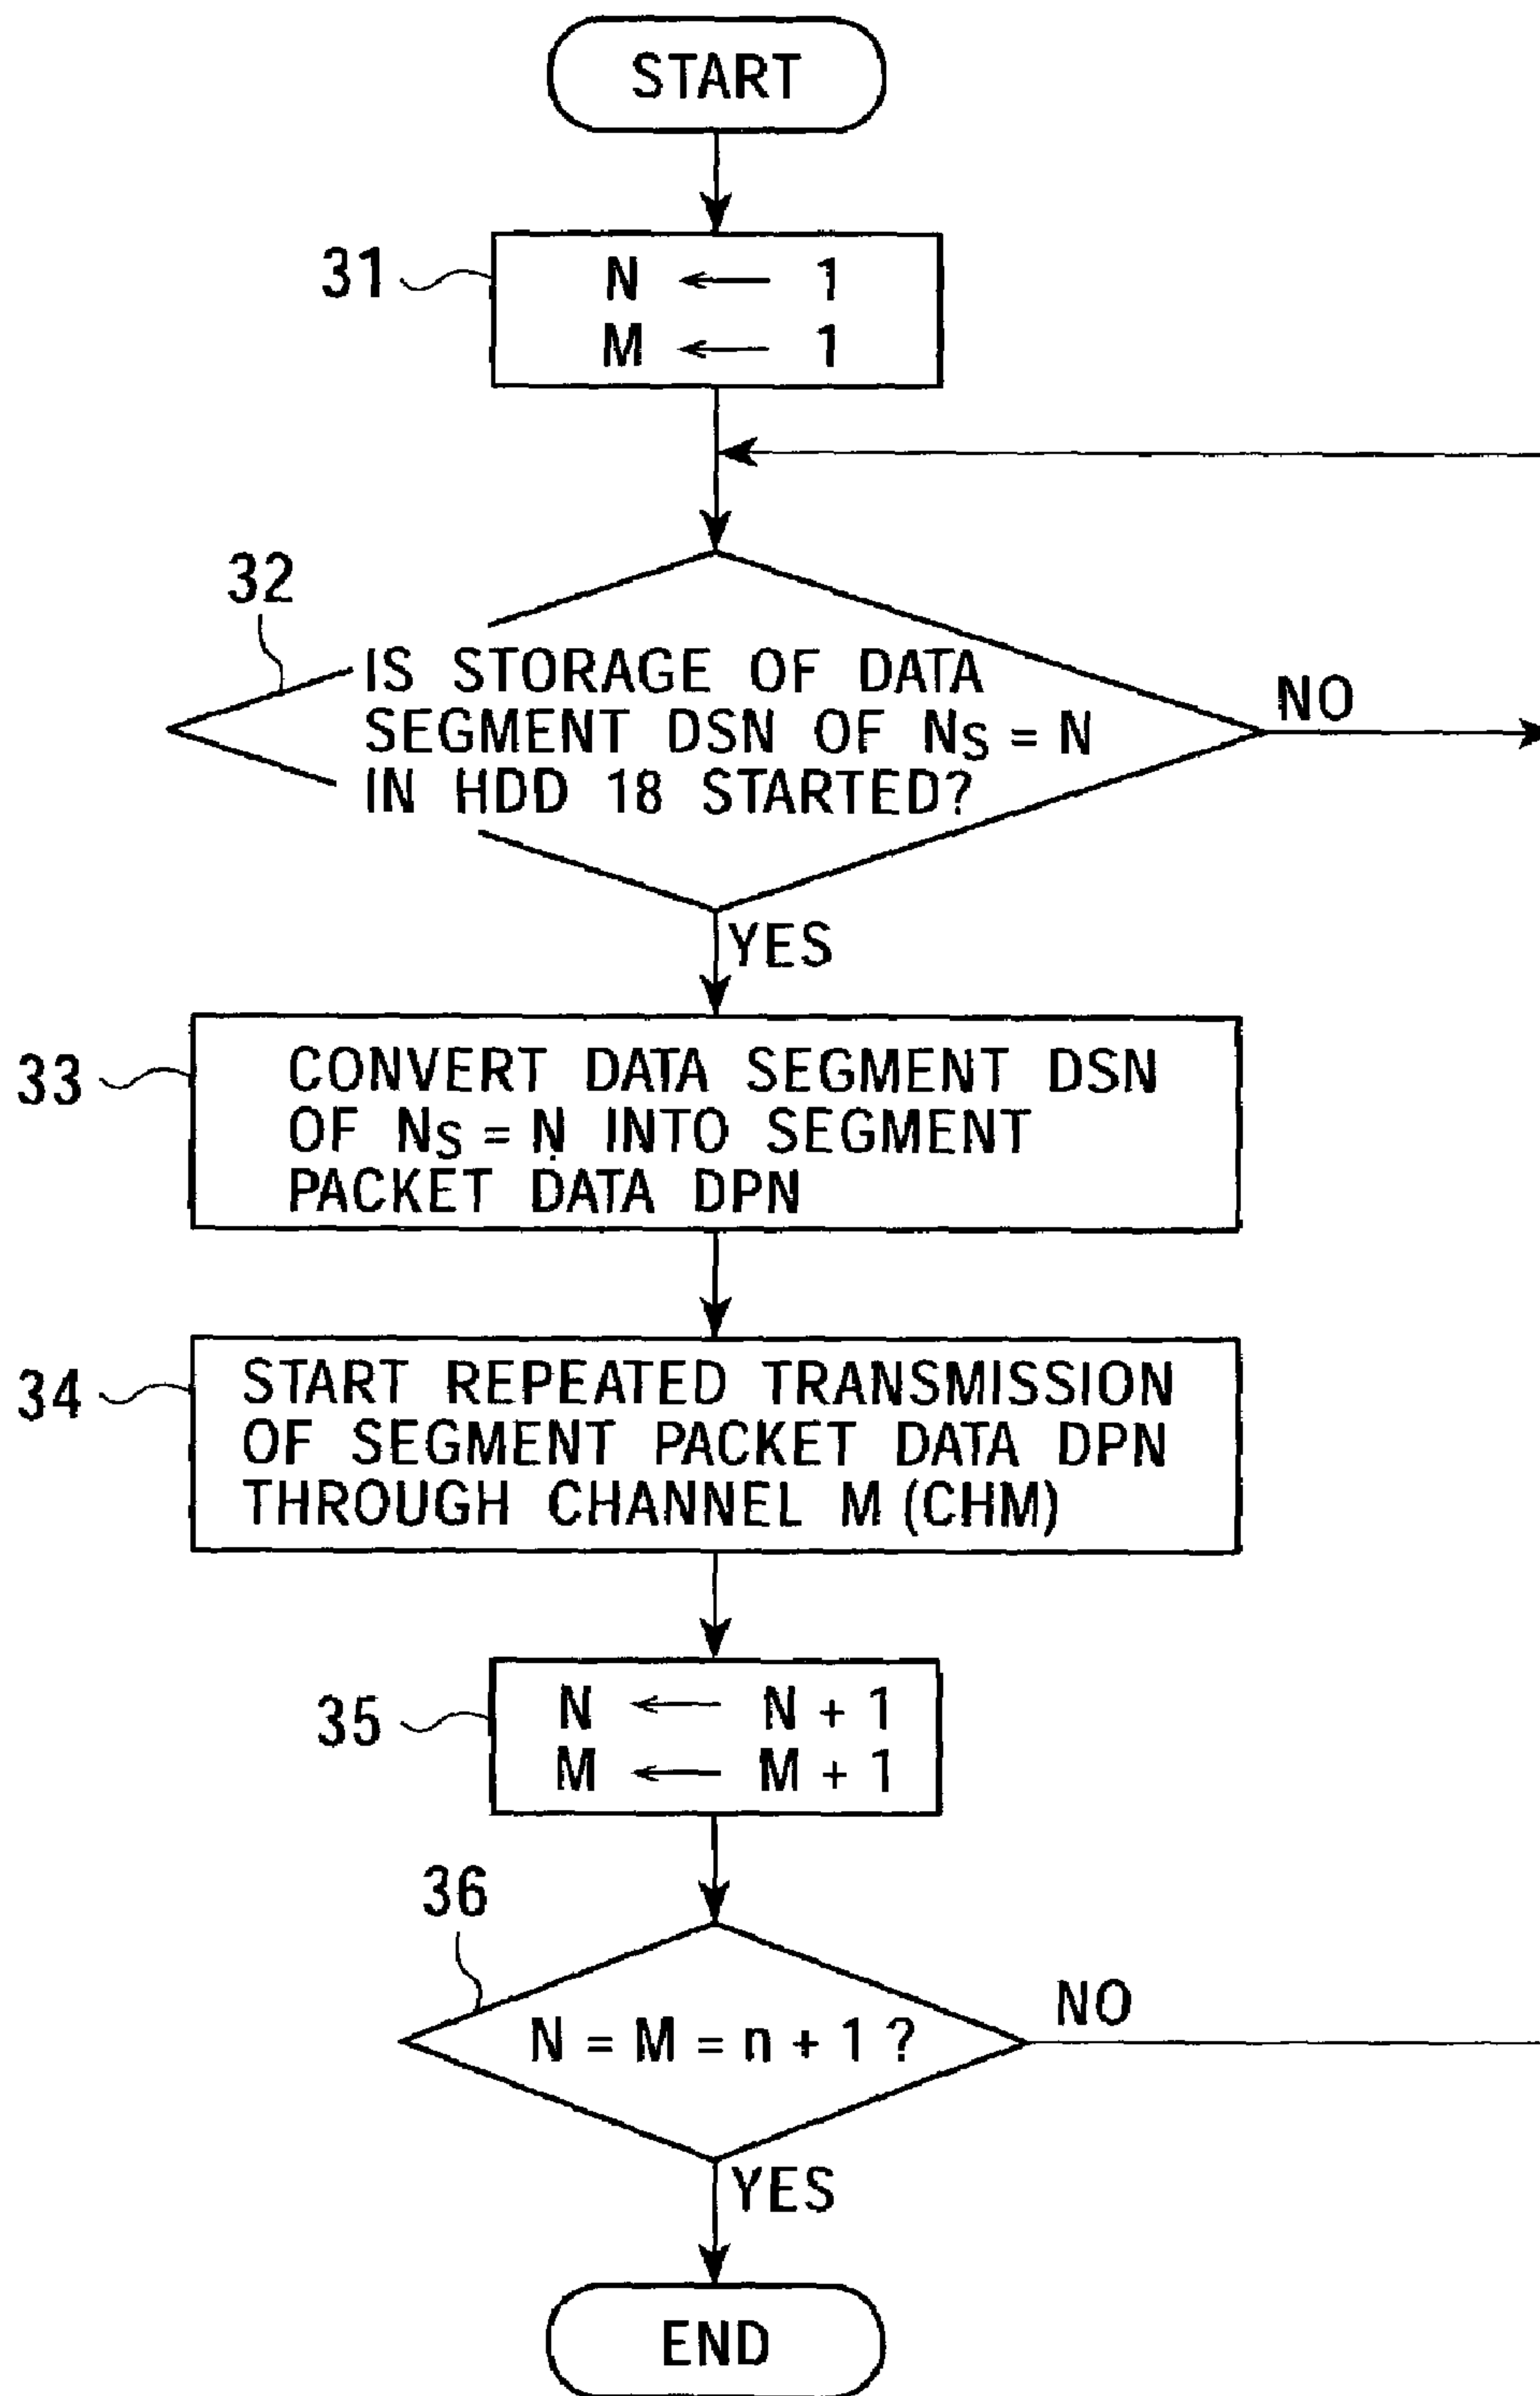 START
31
N ← 1
M ← 1
32
IS STORAGE OF DATA
SEGMENT DSN OF NS = N
IN HDD 18 STARTED?
NO
YES
33
CONVERT DATA SEGMENT DSN
OF NS = N INTO SEGMENT
PACKET DATA DPN
34
START REPEATED TRANSMISSION
OF SEGMENT PACKET DATA DPN
THROUGH CHANNEL M (CHM)
35
N ← N + 1
M ← M + 1
36
N = M = n + 1 ?
NO
YES
END